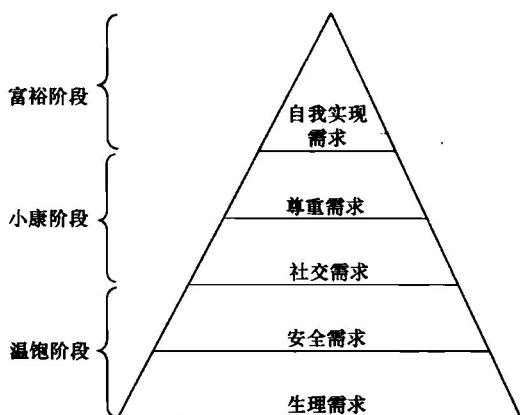 富裕阶段
自我实现
需求
小康阶段
尊重需求
社交需求
温饱阶段
安全需求
生理需求